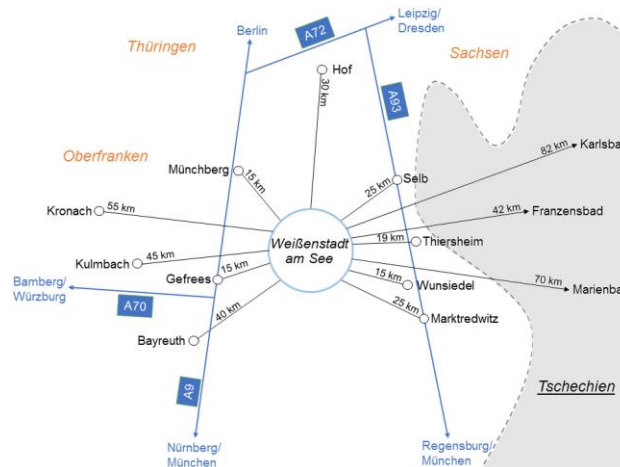 Leipzig/
Dresden
Thüringen
Berlin
A72
Sachsen
Hof
30 km
A93
Karlsba
82 km
Oberfranken
Münchberg
15 km
Selb
25 km
Kronach
55 km
42 km
Franzensbad
Weißenstadt
am See
19 km
Thiersheim
Kulmbach
45 km
Gefrees
15 km
15 km
Wunsiedel
70 km
Marienba
Bamberg/
Würzburg
A70
40 km
25 km
Marktredwitz
Bayreuth
A9
Tschechien
Nürnberg/
München
Regensburg/
München